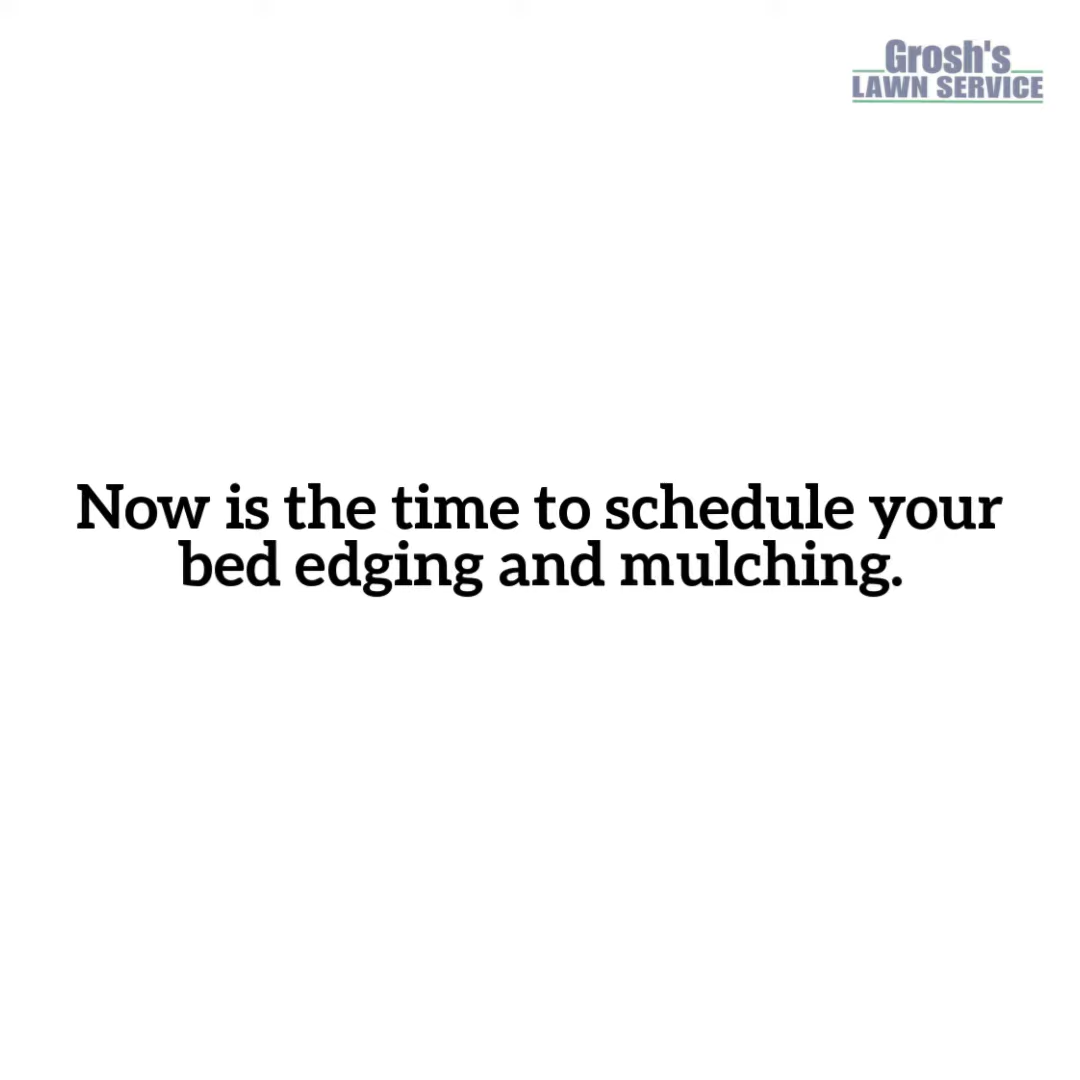 Grosh's
LAWN SERVICE
Now is the time to schedule your
bed edging and mulching.